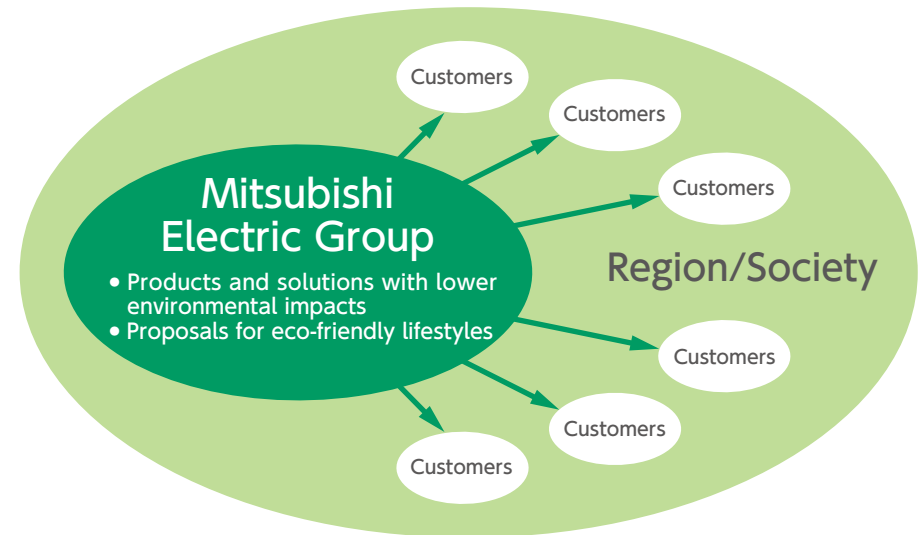 Customers
Customers
Customers
Mitsubishi
Electric Group
• Products and solutions with lower
environmental impacts
• Proposals for eco-friendly lifestyles
Region/Society
Customers
Customers
Customers